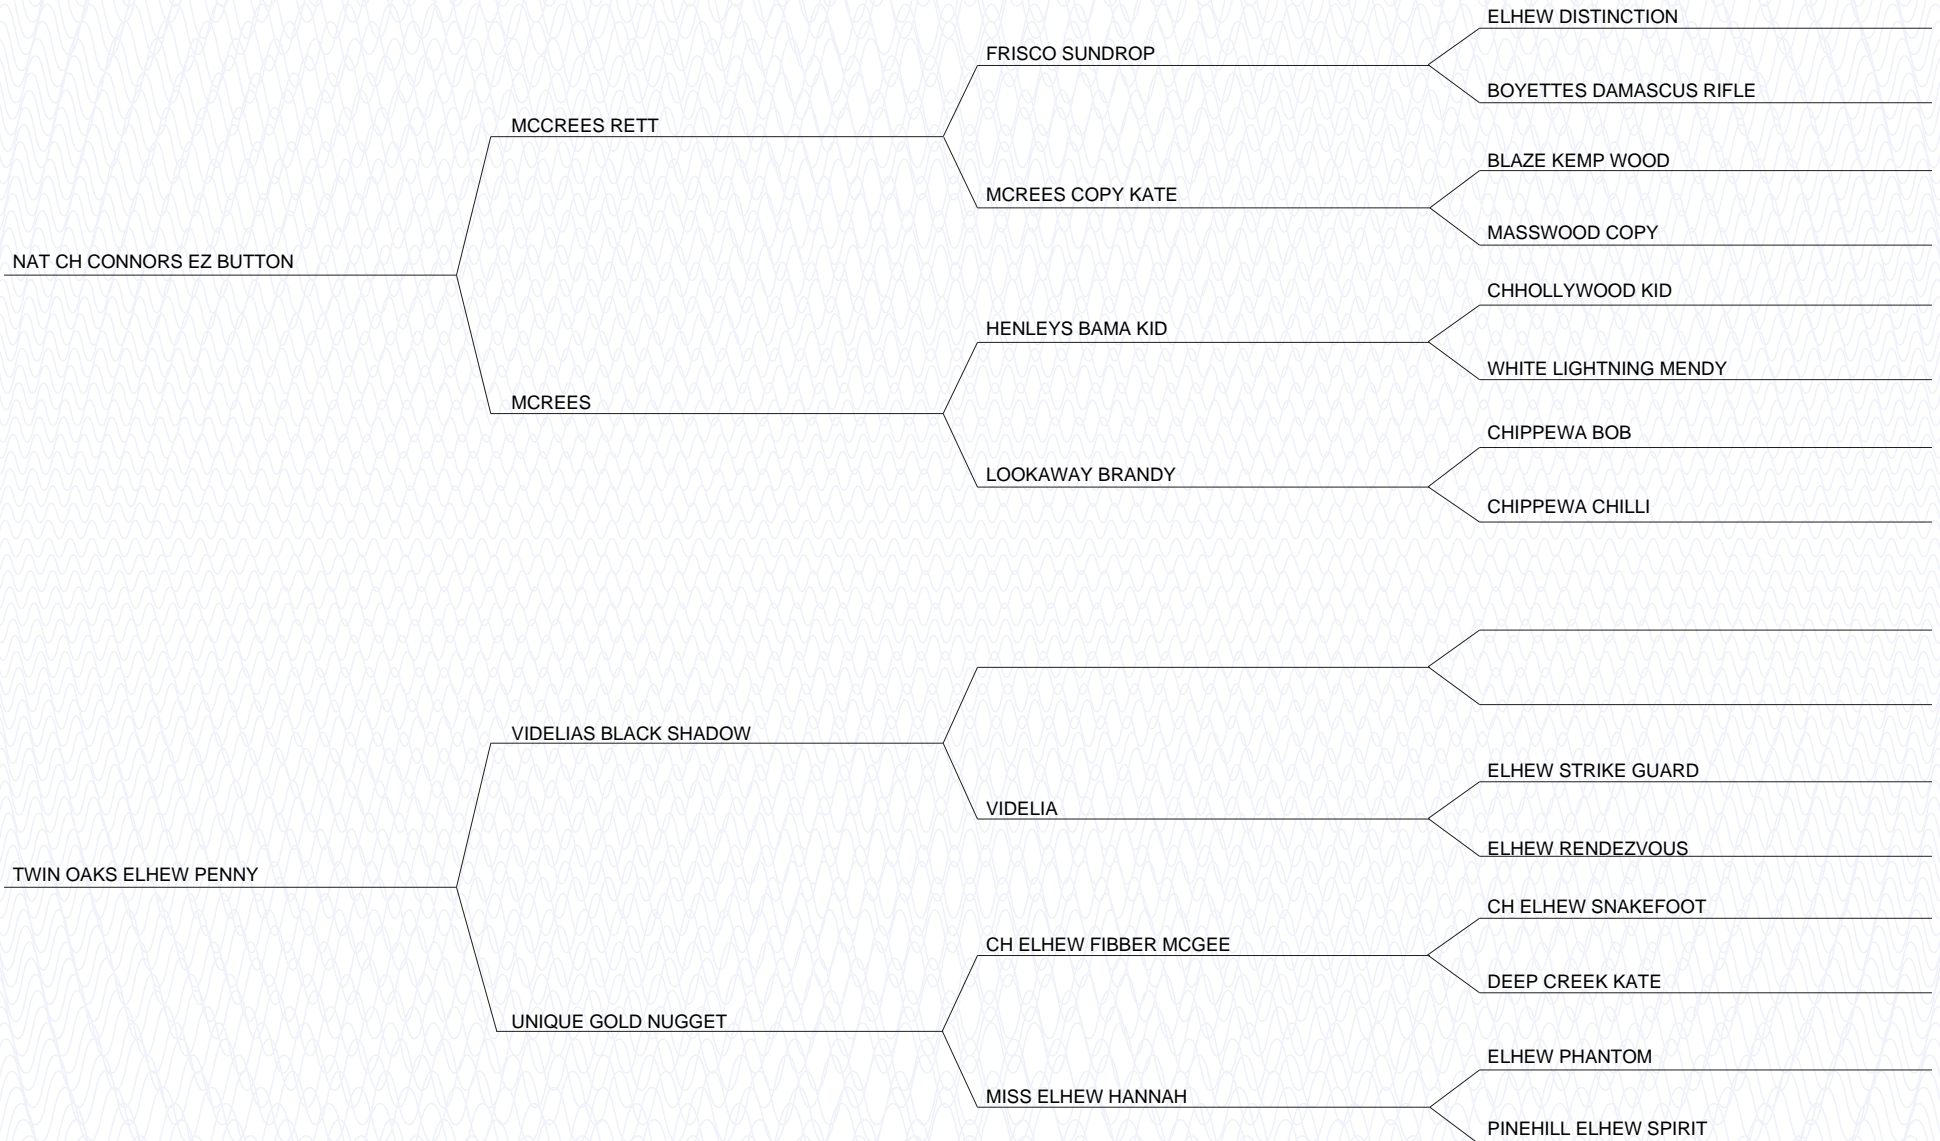 ELHEW DISTINCTION
FRISCO SUNDROP
BOYETTES DAMASCUS RIFLE
MCCREES RETT
BLAZE KEMP WOOD
MCREES COPY KATE
MASSWOOD COPY
NAT CH CONNORS EZ BUTTON
CHHOLLYWOOD KID
HENLEYS BAMA KID
WHITE LIGHTNING MENDY
MCREES
CHIPPEWA BOB
LOOKAWAY BRANDY
CHIPPEWA CHILLI
VIDELIAS BLACK SHADOW
ELHEW STRIKE GUARD
VIDELIA
ELHEW RENDEZVOUS
TWIN OAKS ELHEW PENNY
CH ELHEW SNAKEFOOT
CH ELHEW FIBBER MCGEE
DEEP CREEK KATE
UNIQUE GOLD NUGGET
ELHEW PHANTOM
MISS ELHEW HANNAH
PINEHILL ELHEW SPIRIT